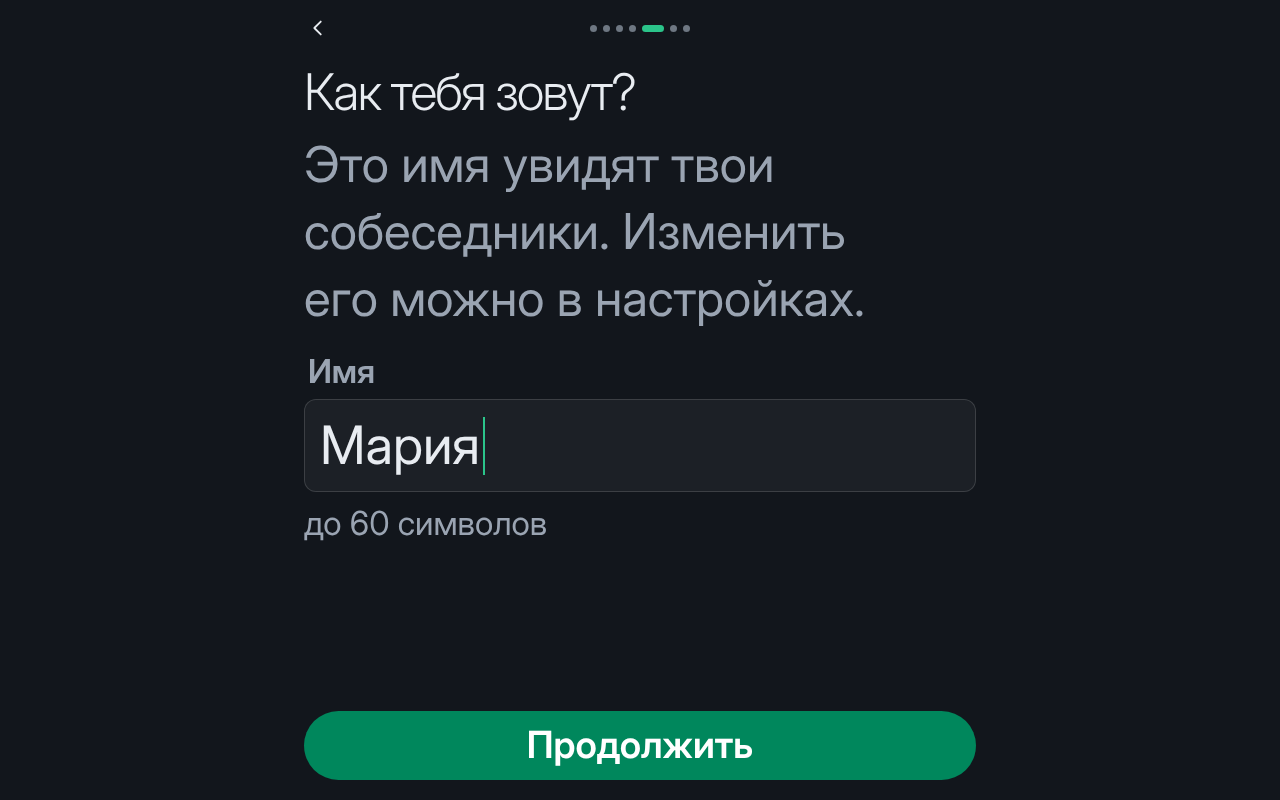 Как тебя зовут?
Это имя увидят твои
собеседники. Изменить
его можно в настройках.
Имя
Мария
до 60 символов
Продолжить